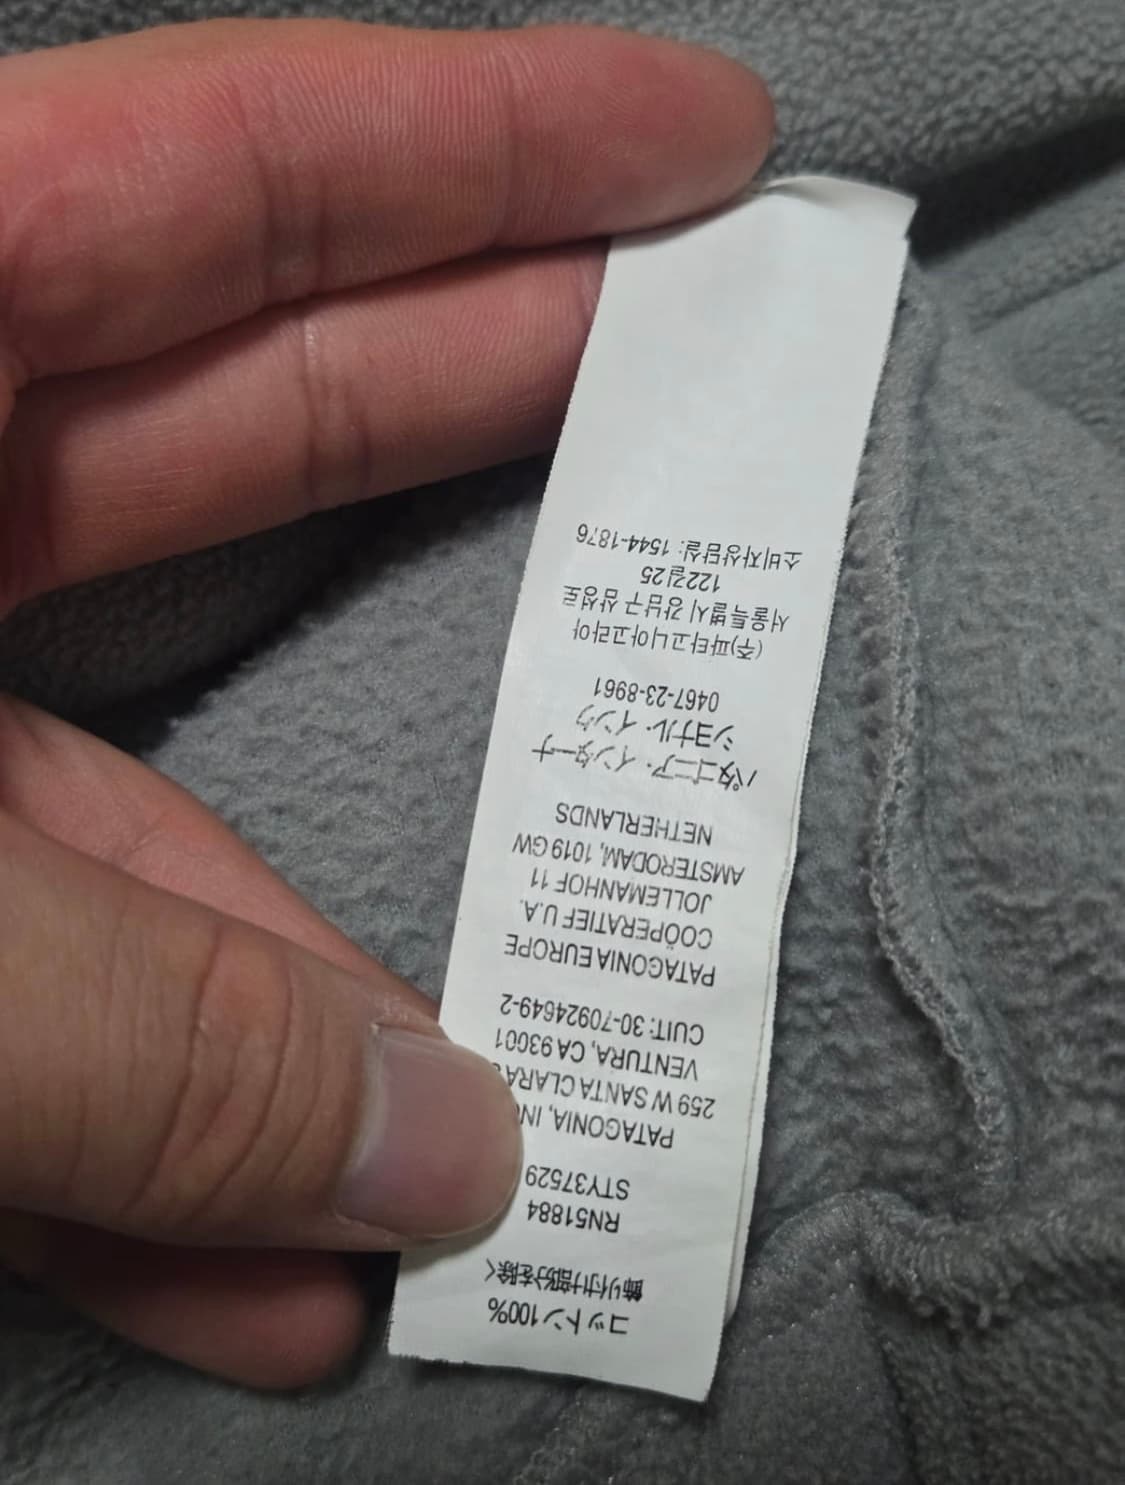 コットン100%
飾り付け部分を除く
RN51884
STY37529
PATAGONIA,
259 W SANTA CLARA
VENTURA, CA 93001
CUIT: 30-70924649-2
PATAGONIA EUROPE
COÖPERATIEF U.A.
JOLLEMANHOF 11
AMSTERODAM, 1019 GW
NETHERLANDS
パタゴニア・インターナ
ショナル・インク
0467-23-8961
(주)파타고니아코리아
서울특별시 강남구 삼성로
122길25
소비자상담실: 1544-1876